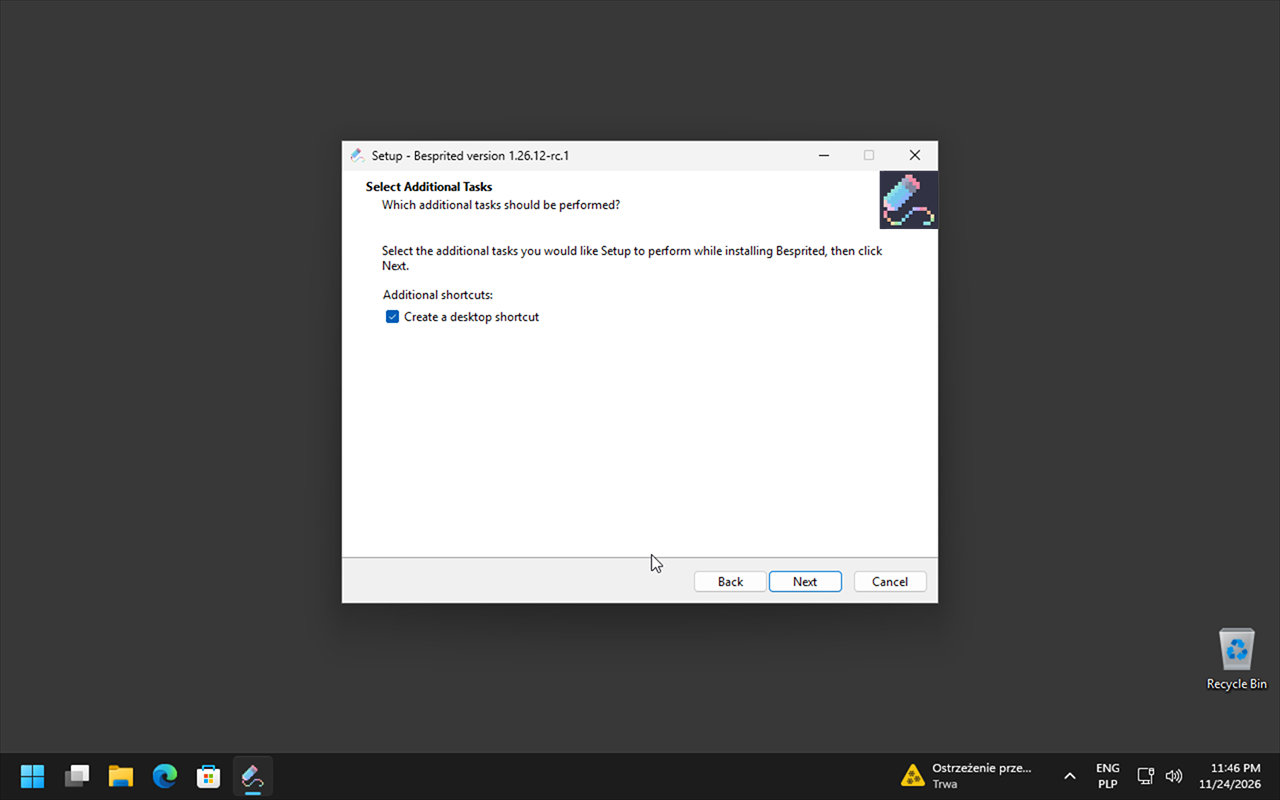 Setup - Besprited version 1.26.12-rc.1
Select Additional Tasks
Which additional tasks should be performed?
Select the additional tasks you would like Setup to perform while installing Besprited, then click
Next.
Additional shortcuts:
Create a desktop shortcut
Back
Next
Cancel
Recycle Bin
Ostrzeżenie prze...
Trwa
ENG
PLP
11:46 PM
11/24/2026